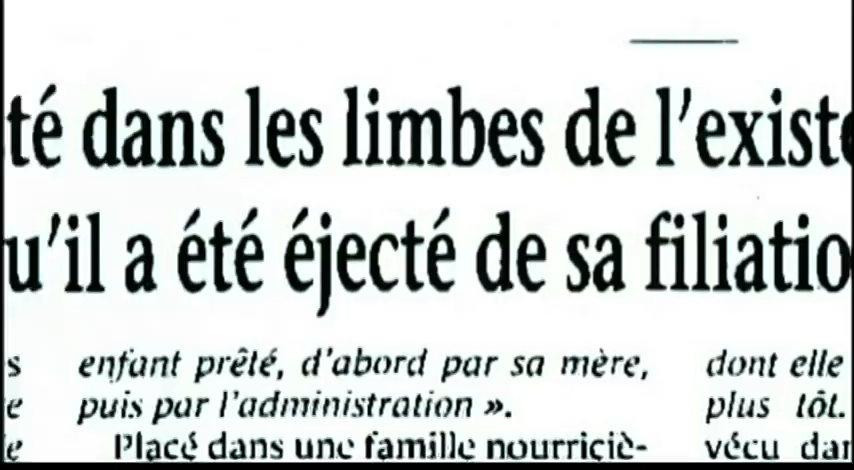 té dans les limbes de l'existe
u'il a été éjecté de sa filiatio
s
e
e
enfant prêté, d'abord par sa mère,
puis par l'administration ».
Placé dans une famille nourriciè-
dont elle
plus tôt.
vécu dar